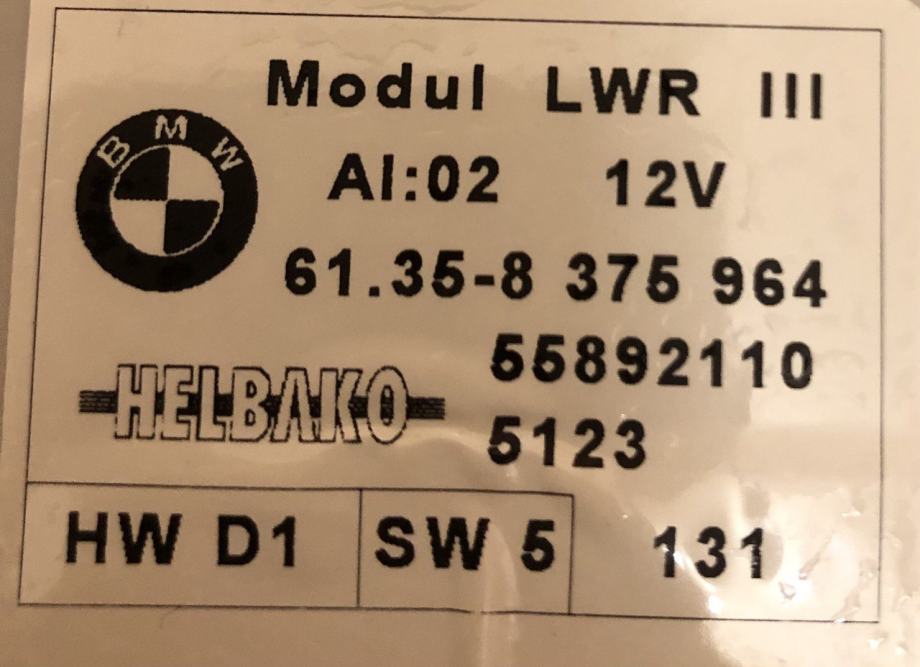 Modul LWR III
BMW
AI:02 12V
61.35-8 375 964
55892110
HELBAKO
5123
HW D1 SW 5 131